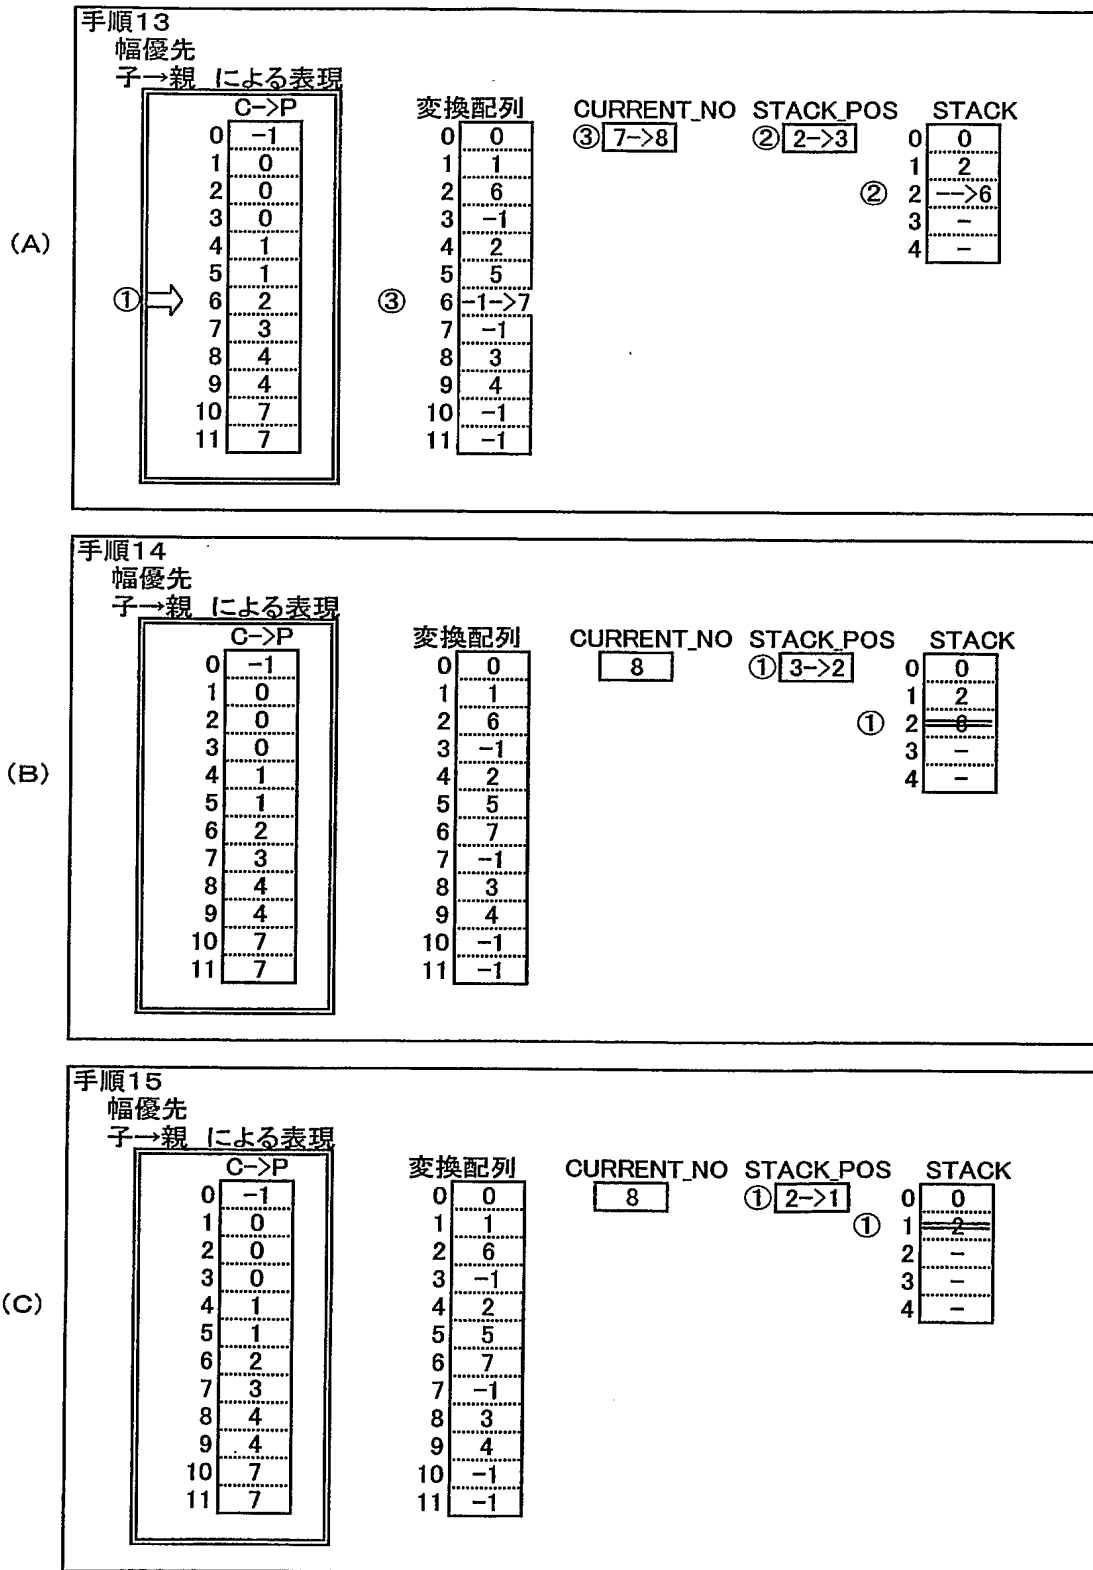 手順13
幅優先
子→親 による表現
C->P 変換配列 CURRENT_NO STACK_POS STACK
0 -1 0 0 ③ 7->8 ② 2->3 0 0
1 0 1 1 1 2
2 0 2 6 ② 2 -->6
3 0 3 -1 3 -
(A) 4 1 4 2 4 -
5 1 5 5
① 6 2 ③ 6 -1->7
7 3 7 -1
8 4 8 3
9 4 9 4
10 7 10 -1
11 7 11 -1
手順14
幅優先
子→親 による表現
C->P 変換配列 CURRENT_NO STACK_POS STACK
0 -1 0 0 8 ① 3->2 0 0
1 0 1 1 1 2
2 0 2 6 ① 2 6
3 0 3 -1 3 -
(B) 4 1 4 2 4 -
5 1 5 5
6 2 6 7
7 3 7 -1
8 4 8 3
9 4 9 4
10 7 10 -1
11 7 11 -1
手順15
幅優先
子→親 による表現
C->P 変換配列 CURRENT_NO STACK_POS STACK
0 -1 0 0 8 ① 2->1 0 0
1 0 1 1 ① 1 2
2 0 2 6 2 -
3 0 3 -1 3 -
(C) 4 1 4 2 4 -
5 1 5 5
6 2 6 7
7 3 7 -1
8 4 8 3
9 4 9 4
10 7 10 -1
11 7 11 -1